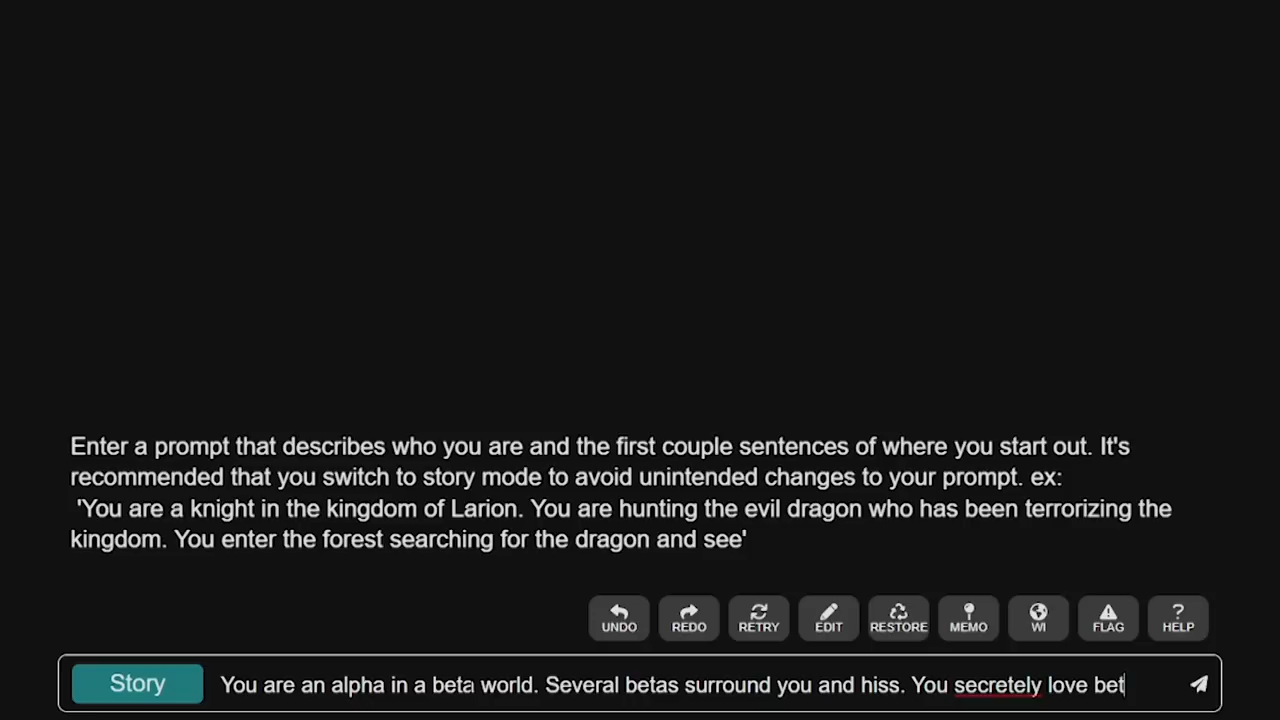 Enter a prompt that describes who you are and the first couple sentences of where you start out. It's
recommended that you switch to story mode to avoid unintended changes to your prompt. ex:
'You are a knight in the kingdom of Larion. You are hunting the evil dragon who has been terrorizing the
kingdom. You enter the forest searching for the dragon and see'
UNDO REDO RETRY EDIT RESTORE MEMO WI FLAG HELP
Story You are an alpha in a beta world. Several betas surround you and hiss. You secretely love bet